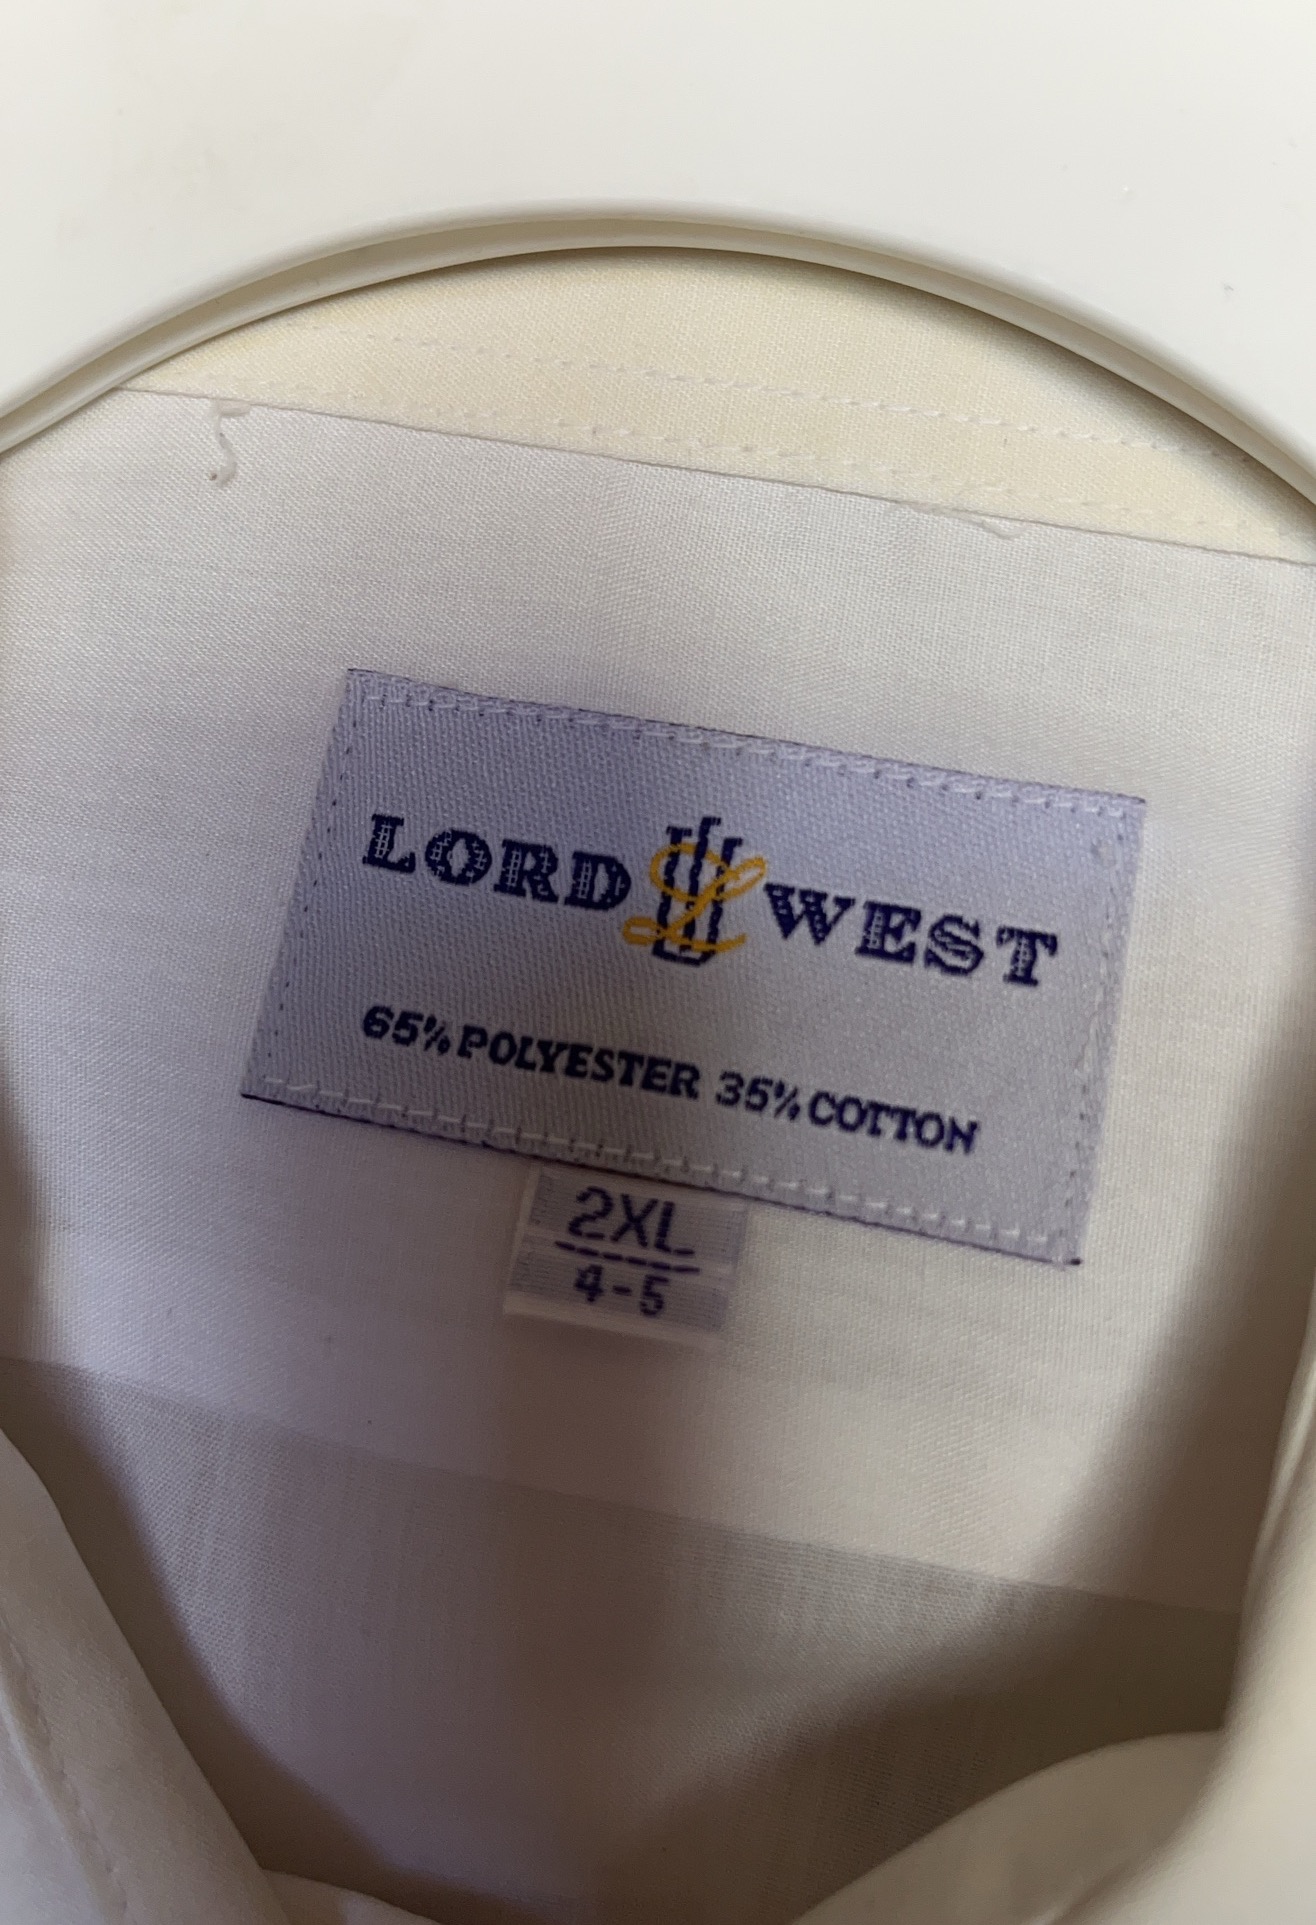 LORD L WEST
65% POLYESTER 35% COTTON
2XL
4-5